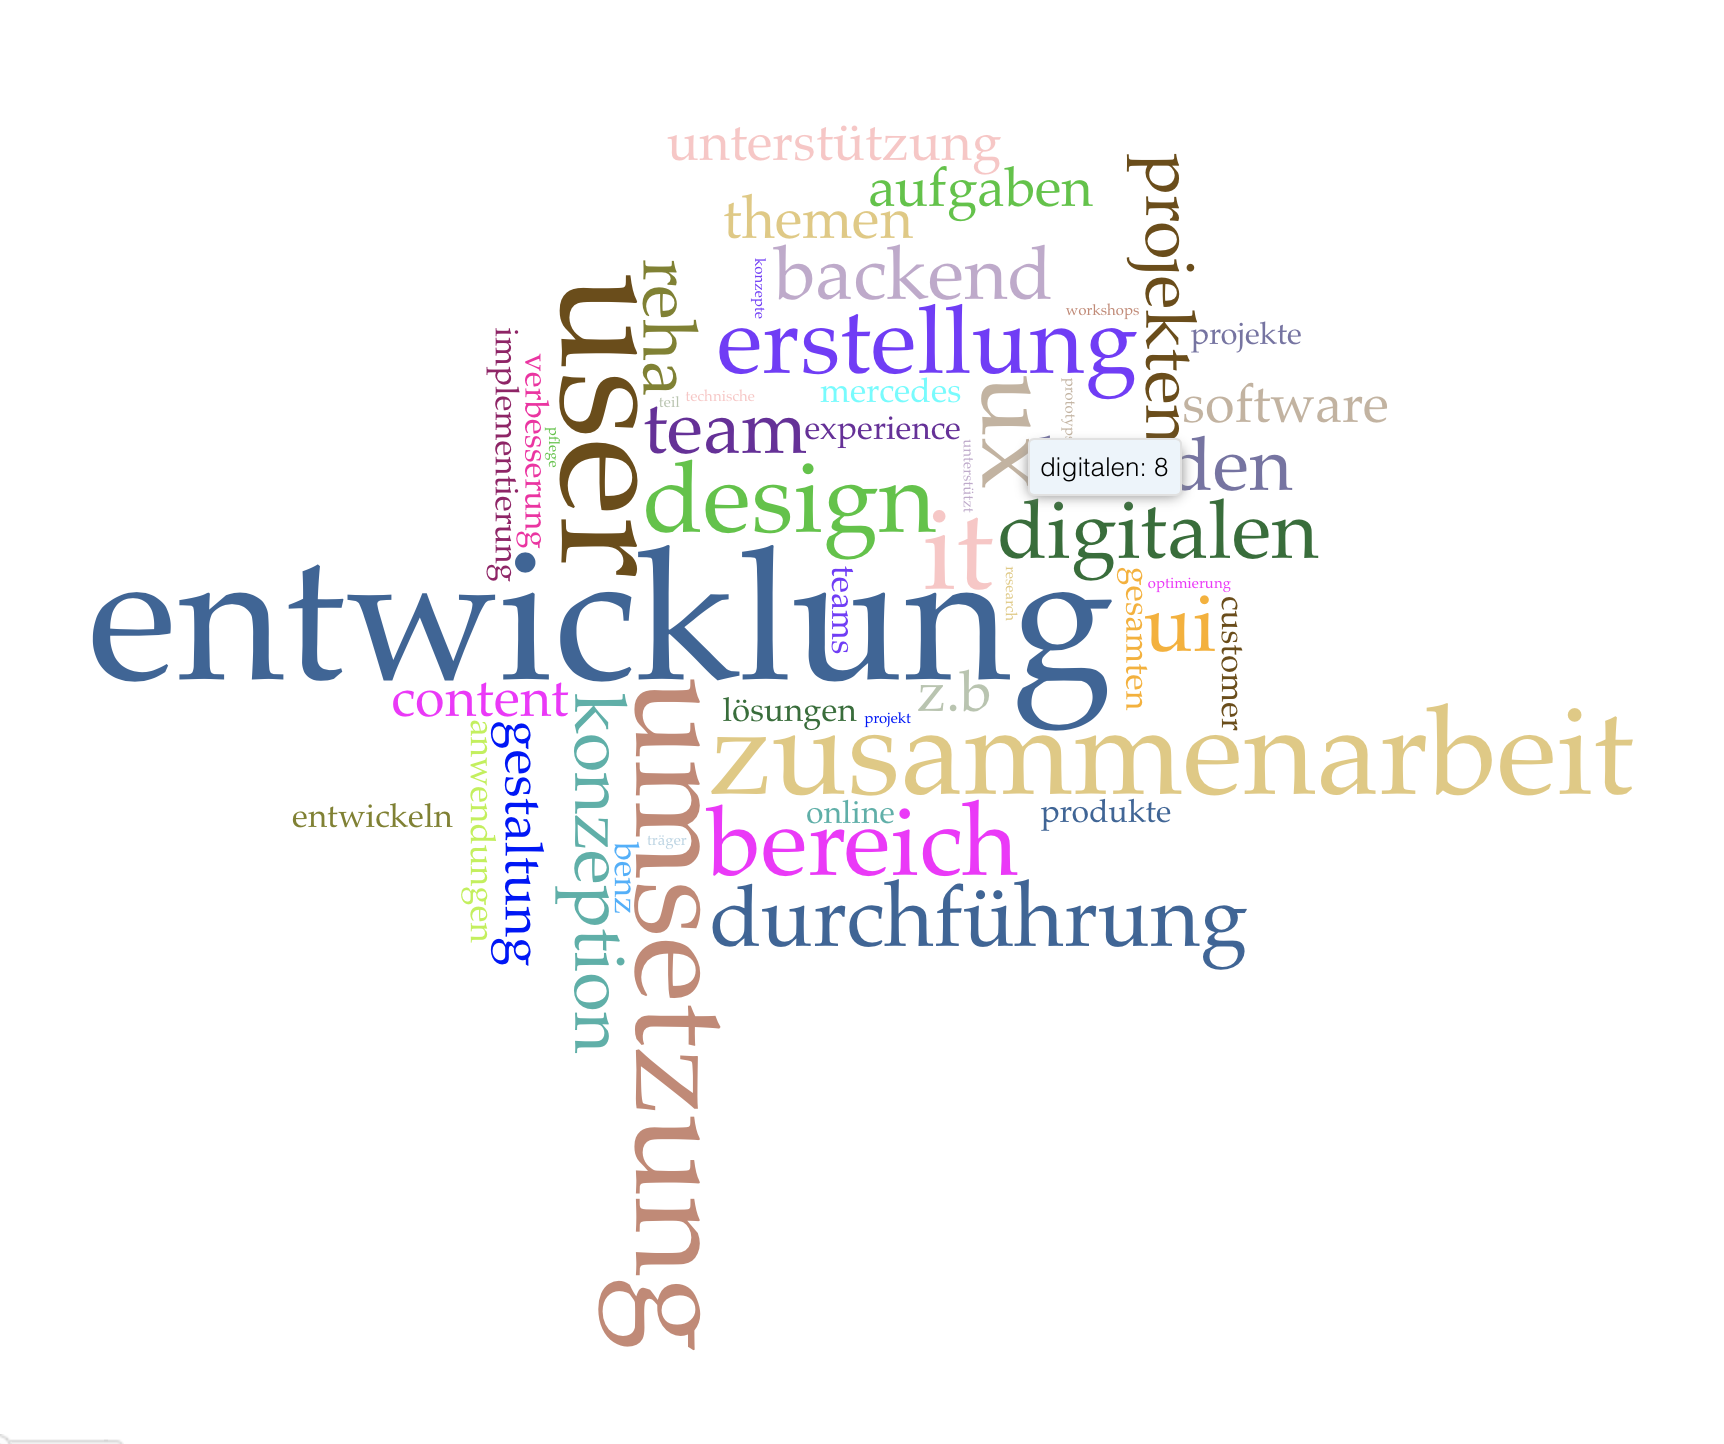 unterstützung
aufgaben
themen
projekten
backend
konzepte
reha
user
erstellung
workshops
projekte
implementierung
verbesserung
pflege
teil
technische
mercedes
ux
software
team
experience
unterstützt
digitalen: 8
den
design
it
digitalen
entwicklung
teams
research
gesamten
optimierung
ui
customer
content
konzeption
umsetzung
lösungen
projekt
z.b
anwendungen
gestaltung
zusammenarbeit
entwickeln
online
produkte
benz
träger
bereich
durchführung